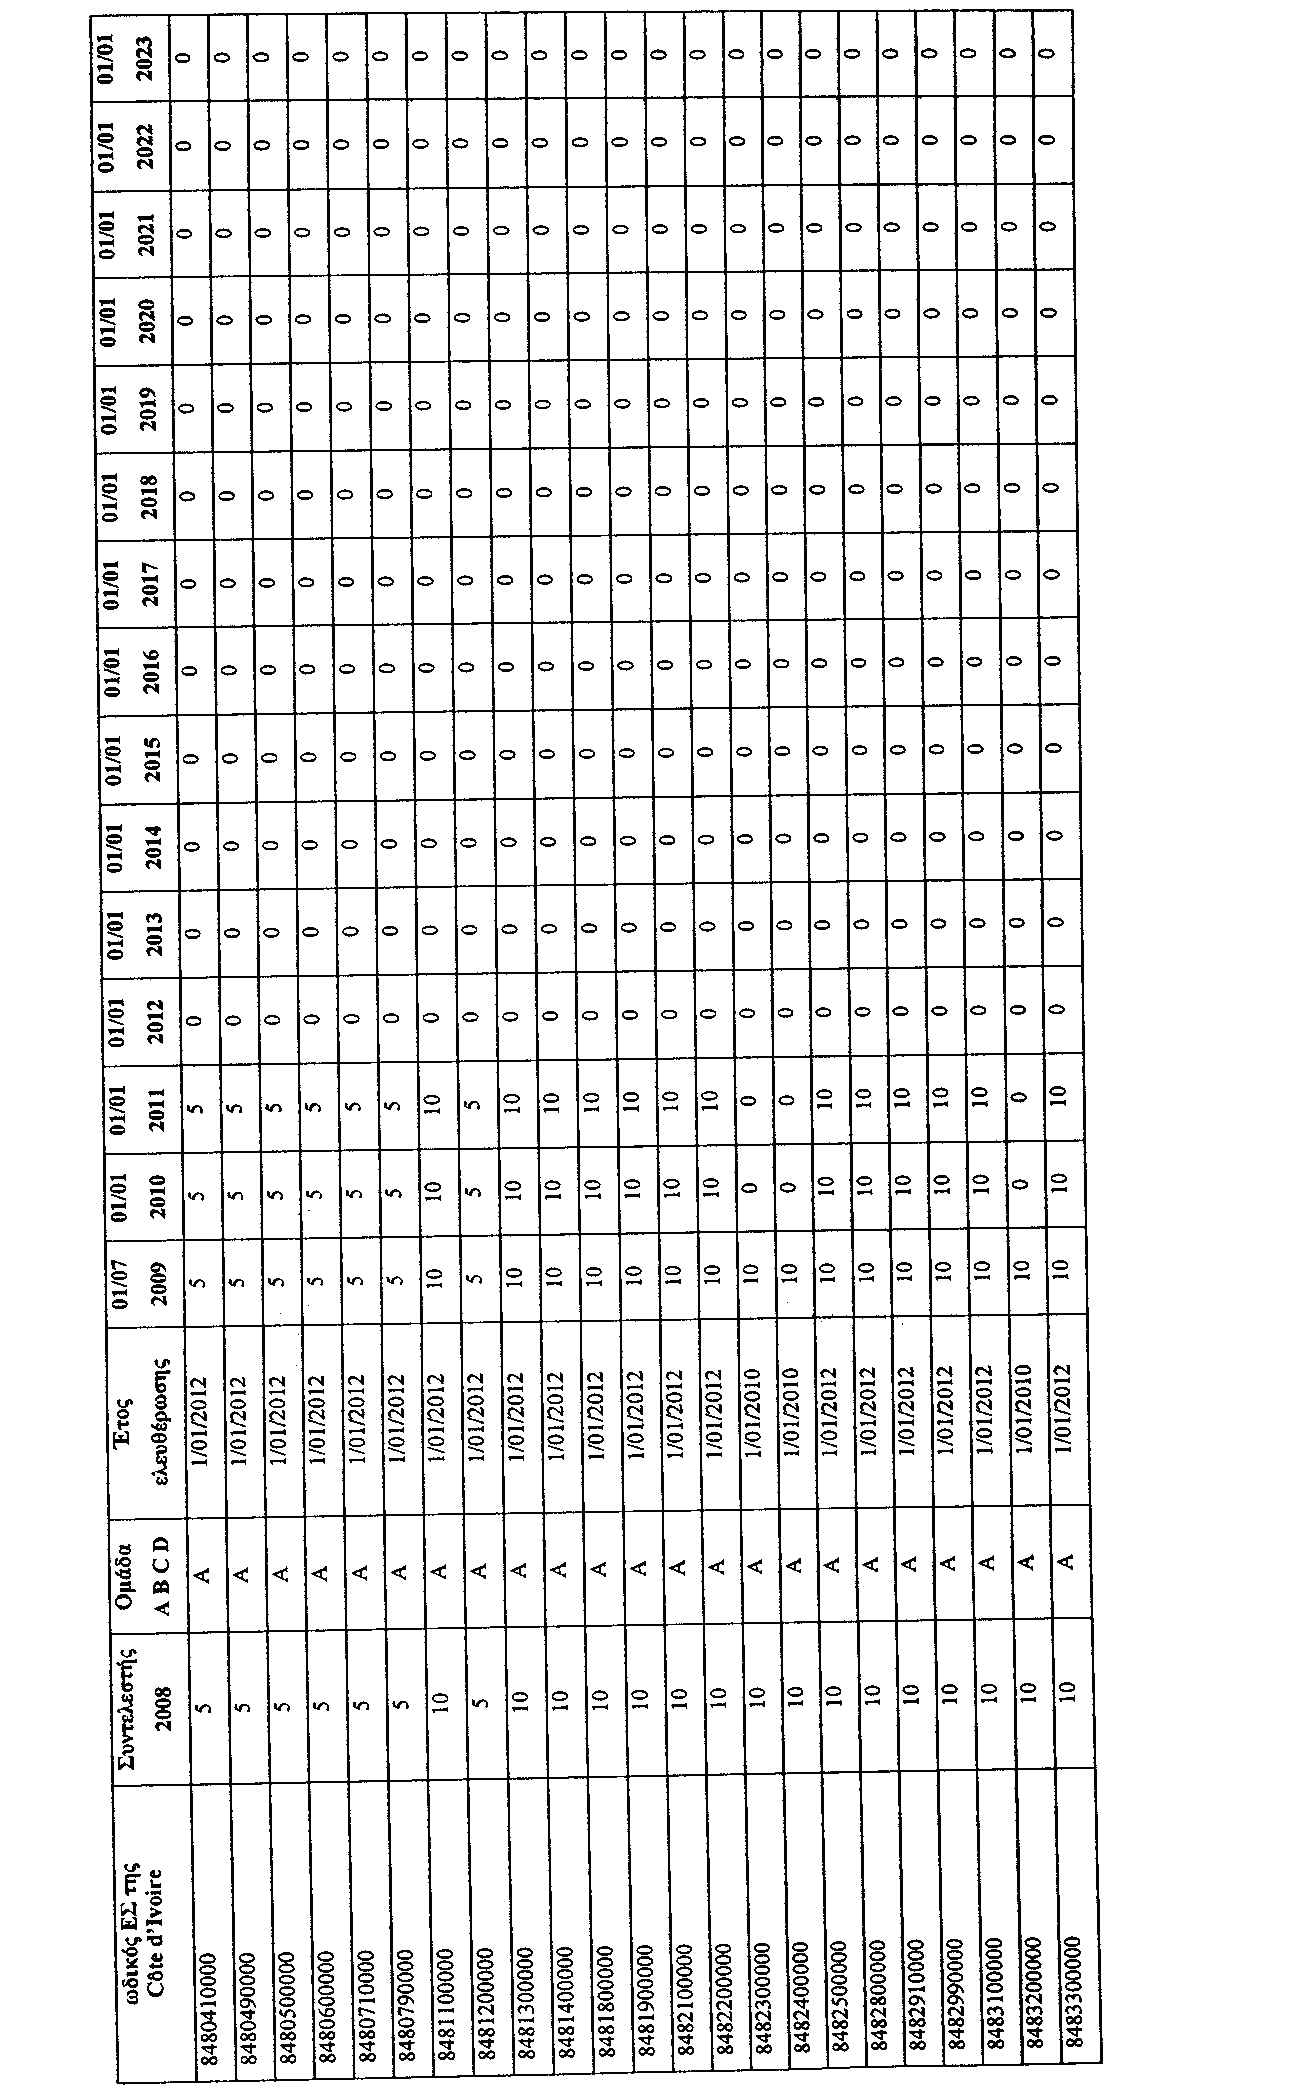 ωδικός ΕΣ της Côte d'Ivoire Συντελεστής 2008 Ομάδα A B C D Έτος ελευθέρωσης 01/07 2009 01/01 2010 01/01 2011 01/01 2012 01/01 2013 01/01 2014 01/01 2015 01/01 2016 01/01 2017 01/01 2018 01/01 2019 01/01 2020 01/01 2021 01/01 2022 01/01 2023
8480410000 5 A 1/01/2012 5 5 5 0 0 0 0 0 0 0 0 0 0 0 0
8480490000 5 A 1/01/2012 5 5 5 0 0 0 0 0 0 0 0 0 0 0 0
8480500000 5 A 1/01/2012 5 5 5 0 0 0 0 0 0 0 0 0 0 0 0
8480600000 5 A 1/01/2012 5 5 5 0 0 0 0 0 0 0 0 0 0 0 0
8480710000 5 A 1/01/2012 5 5 5 0 0 0 0 0 0 0 0 0 0 0 0
8480790000 5 A 1/01/2012 5 5 5 0 0 0 0 0 0 0 0 0 0 0 0
8481100000 10 A 1/01/2012 10 10 10 0 0 0 0 0 0 0 0 0 0 0 0
8481200000 5 A 1/01/2012 5 5 5 0 0 0 0 0 0 0 0 0 0 0 0
8481300000 10 A 1/01/2012 10 10 10 0 0 0 0 0 0 0 0 0 0 0 0
8481400000 10 A 1/01/2012 10 10 10 0 0 0 0 0 0 0 0 0 0 0 0
8481800000 10 A 1/01/2012 10 10 10 0 0 0 0 0 0 0 0 0 0 0 0
8481900000 10 A 1/01/2012 10 10 10 0 0 0 0 0 0 0 0 0 0 0 0
8482100000 10 A 1/01/2012 10 10 10 0 0 0 0 0 0 0 0 0 0 0 0
8482200000 10 A 1/01/2012 10 10 10 0 0 0 0 0 0 0 0 0 0 0 0
8482300000 10 A 1/01/2010 10 0 0 0 0 0 0 0 0 0 0 0 0 0 0
8482400000 10 A 1/01/2010 10 0 0 0 0 0 0 0 0 0 0 0 0 0 0
8482500000 10 A 1/01/2012 10 10 10 0 0 0 0 0 0 0 0 0 0 0 0
8482800000 10 A 1/01/2012 10 10 10 0 0 0 0 0 0 0 0 0 0 0 0
8482910000 10 A 1/01/2012 10 10 10 0 0 0 0 0 0 0 0 0 0 0 0
8482990000 10 A 1/01/2012 10 10 10 0 0 0 0 0 0 0 0 0 0 0 0
8483100000 10 A 1/01/2012 10 10 10 0 0 0 0 0 0 0 0 0 0 0 0
8483200000 10 A 1/01/2010 10 0 0 0 0 0 0 0 0 0 0 0 0 0 0
8483300000 10 A 1/01/2012 10 10 10 0 0 0 0 0 0 0 0 0 0 0 0